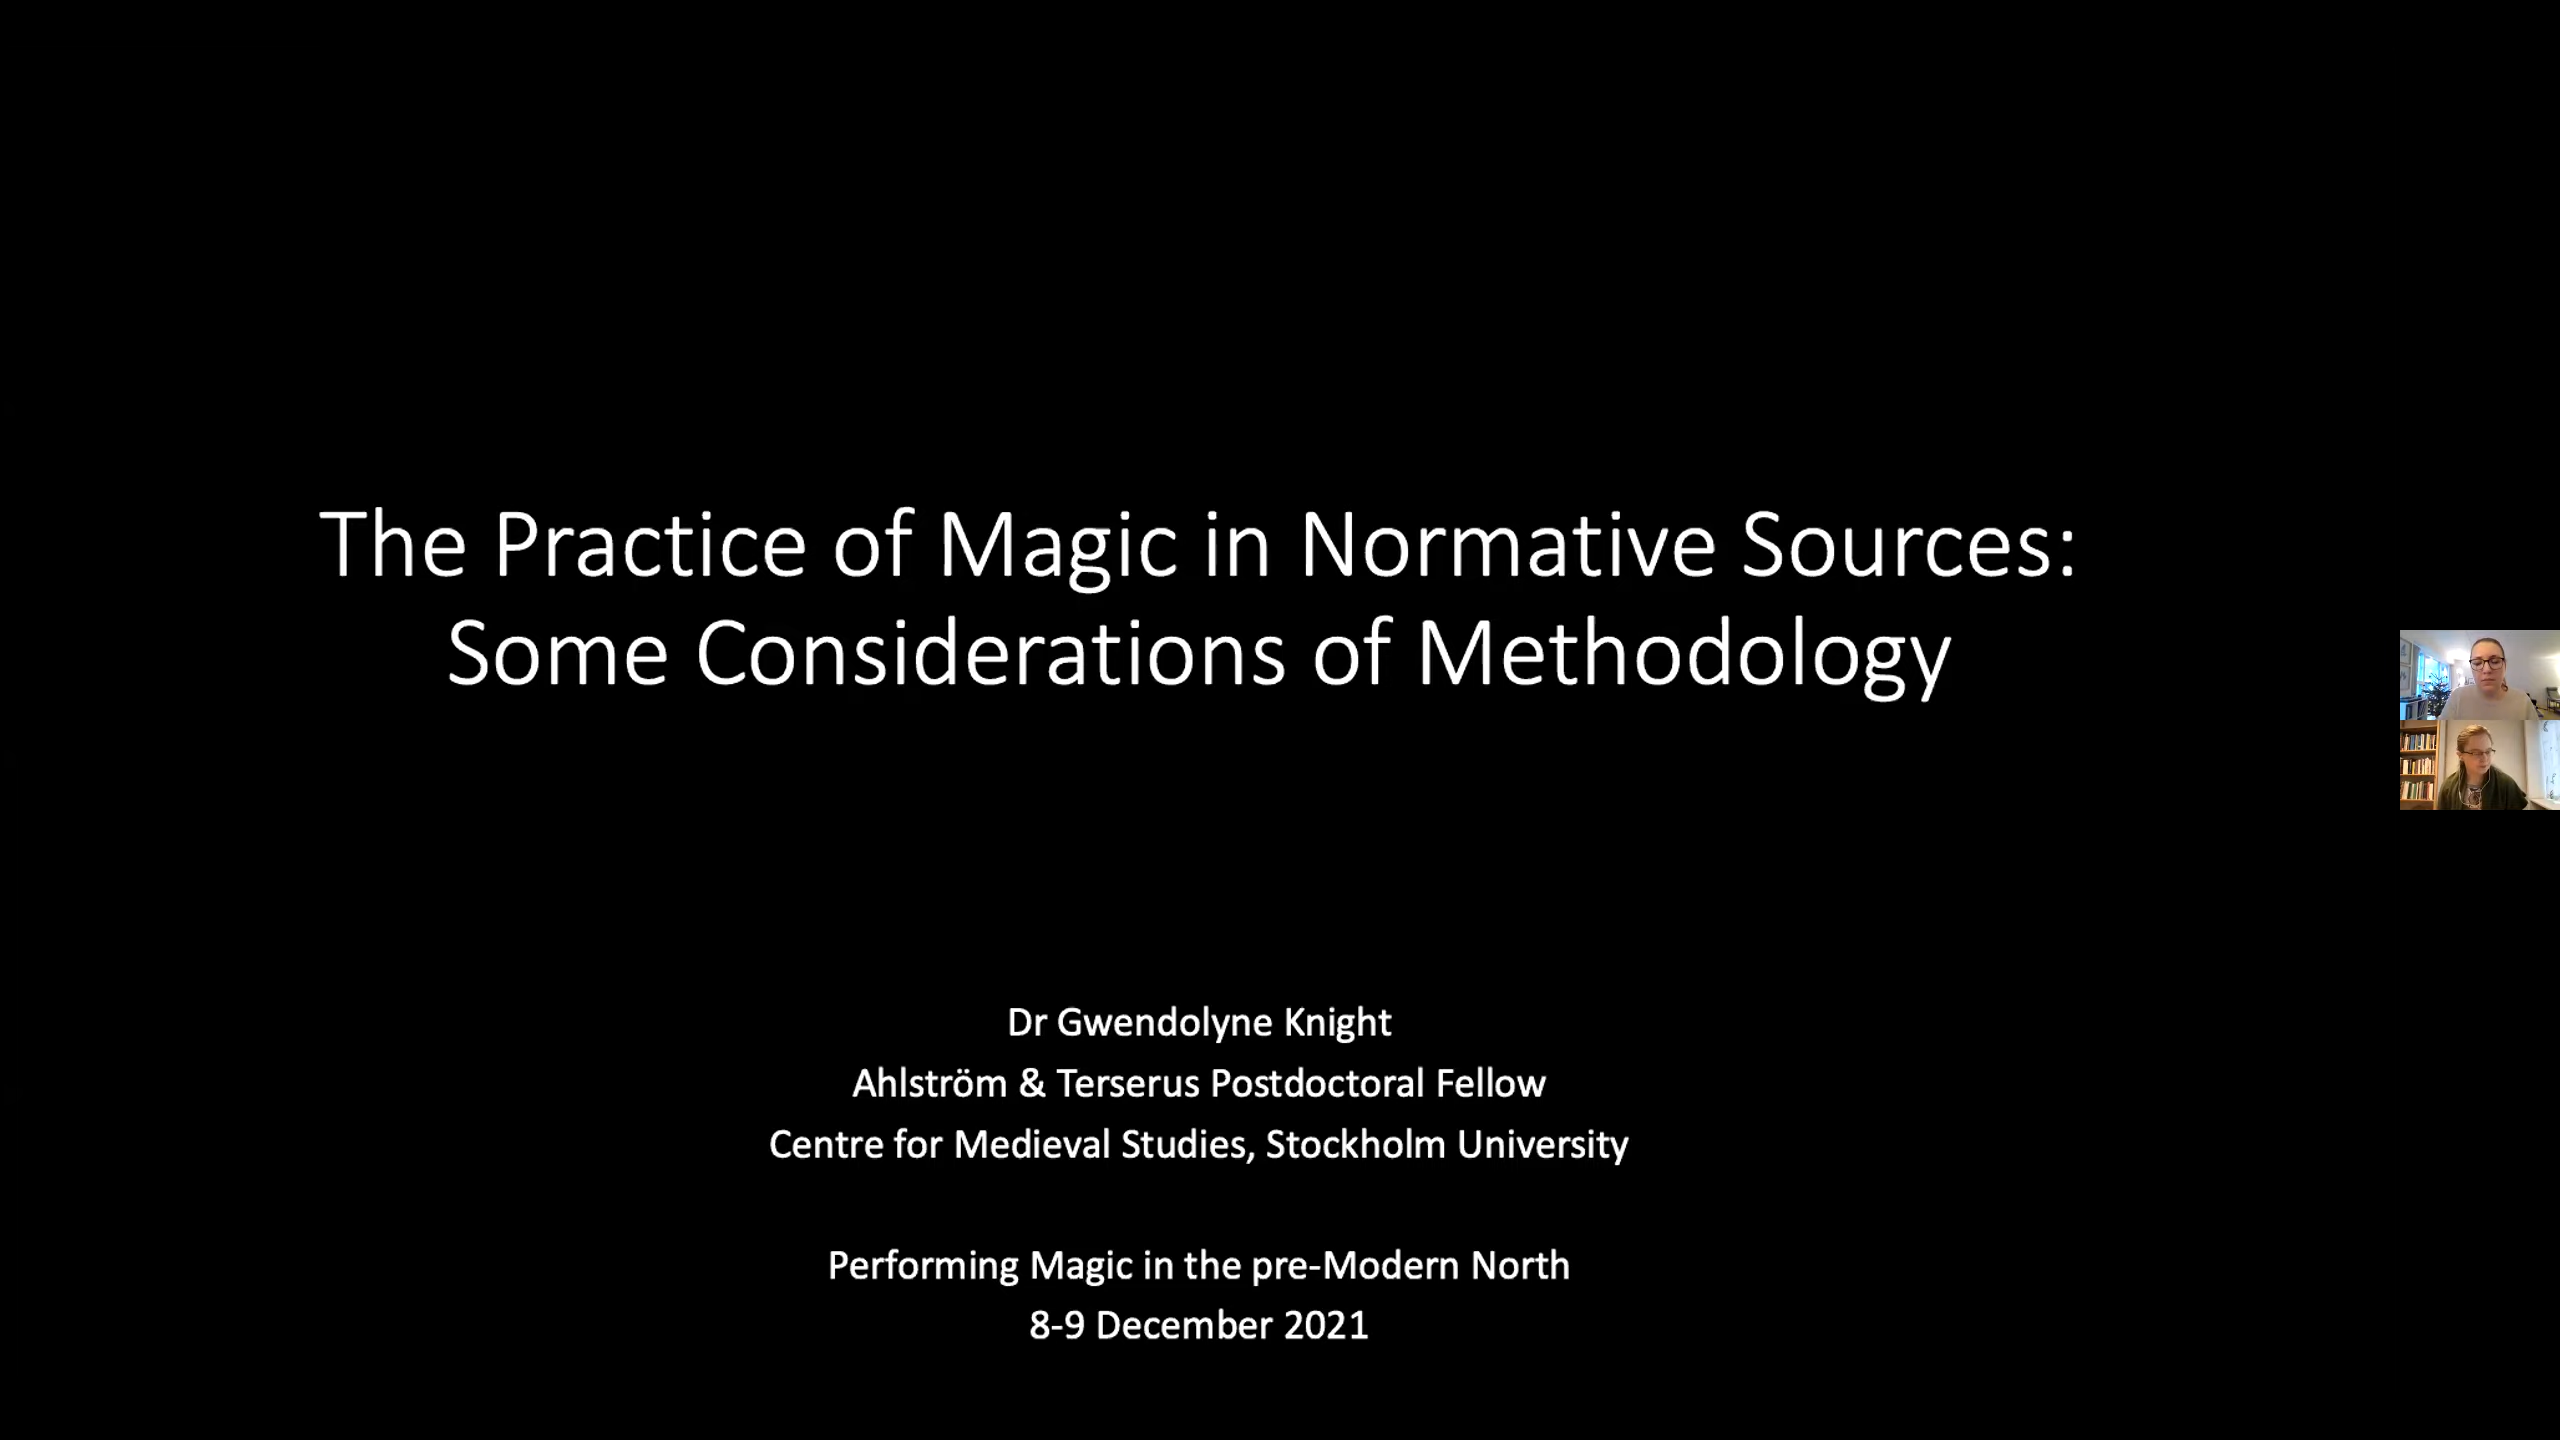 The Practice of Magic in Normative Sources:
Some Considerations of Methodology
Dr Gwendolyne Knight
Ahlström & Terserus Postdoctoral Fellow
Centre for Medieval Studies, Stockholm University
Performing Magic in the pre-Modern North
8-9 December 2021